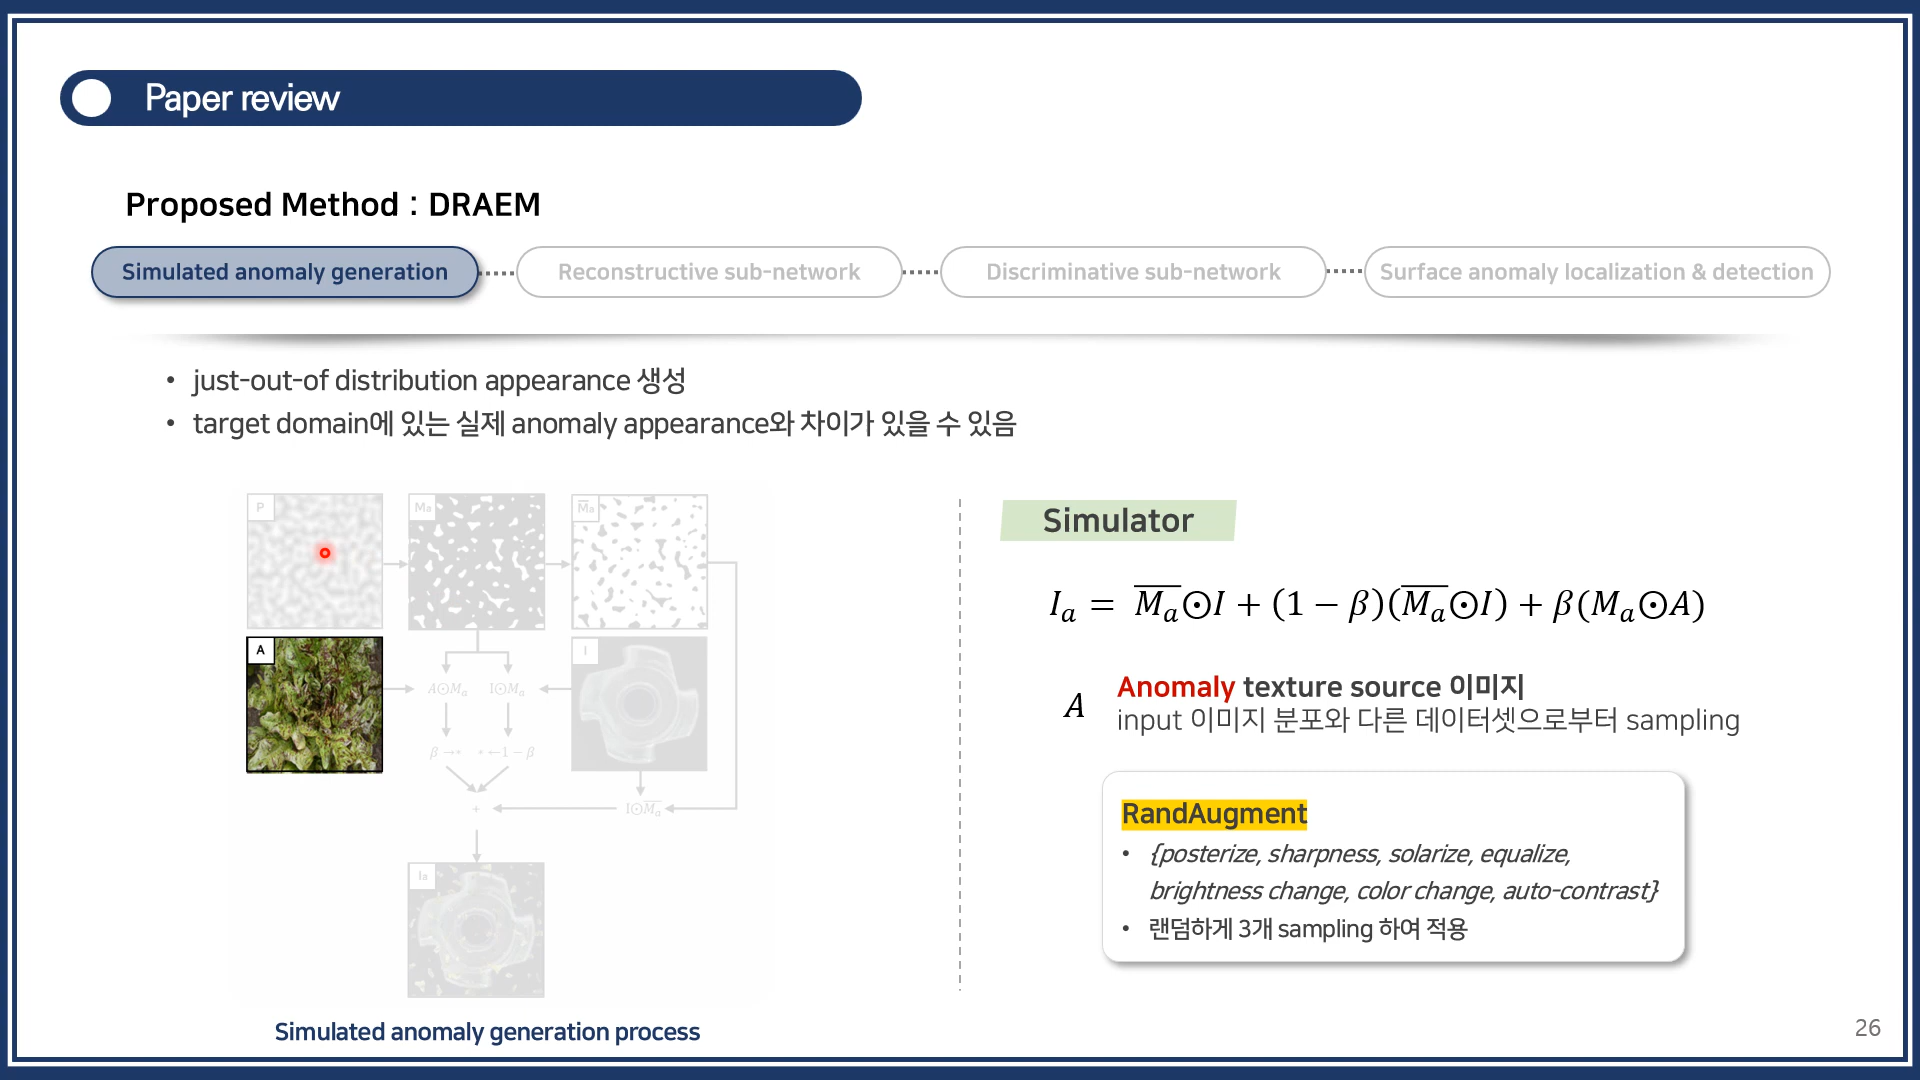 Paper review
Proposed Method : DRAEM
Simulated anomaly generation
Reconstructive sub-network
Discriminative sub-network
Surface anomaly localization & detection
• just-out-of distribution appearance 생성
• target domain에 있는 실제 anomaly appearance와 차이가 있을 수 있음
P
Ma
M̅a
A
I
A⊙Mₐ
I⊙Mₐ
β →*
* ←1 − β
+
I⊙M̅ₐ
Ia
Simulated anomaly generation process
Simulator
Iₐ = M̅ₐ⊙I + (1 − β)(M̅ₐ⊙I) + β(Mₐ⊙A)
A
Anomaly texture source 이미지
input 이미지 분포와 다른 데이터셋으로부터 sampling
RandAugment
• {posterize, sharpness, solarize, equalize,
brightness change, color change, auto-contrast}
• 랜덤하게 3개 sampling 하여 적용
26